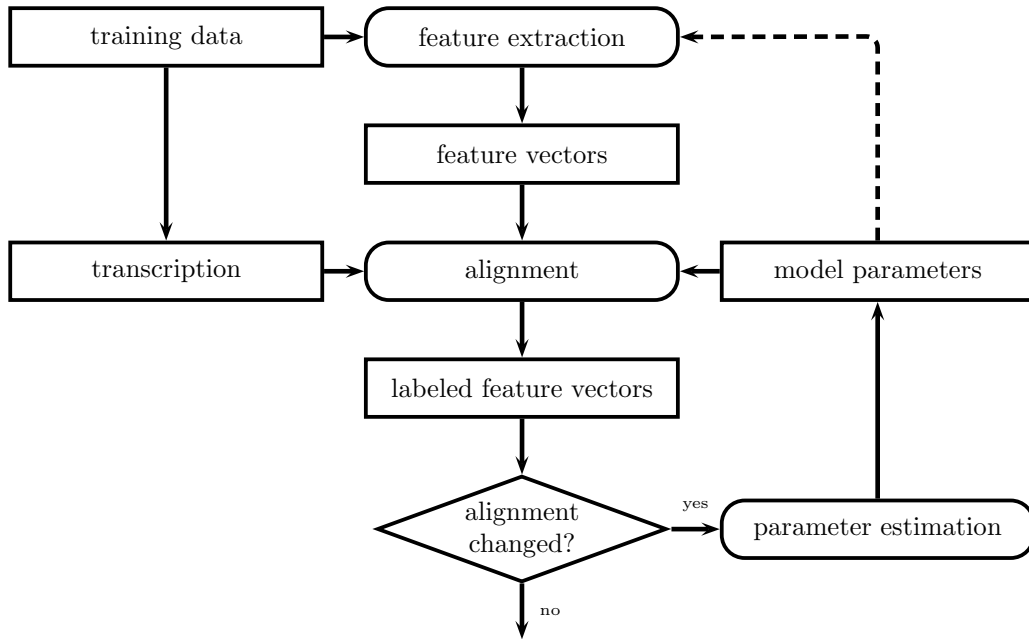 training data
feature extraction
feature vectors
transcription
alignment
model parameters
labeled feature vectors
alignment
changed?
yes
parameter estimation
no